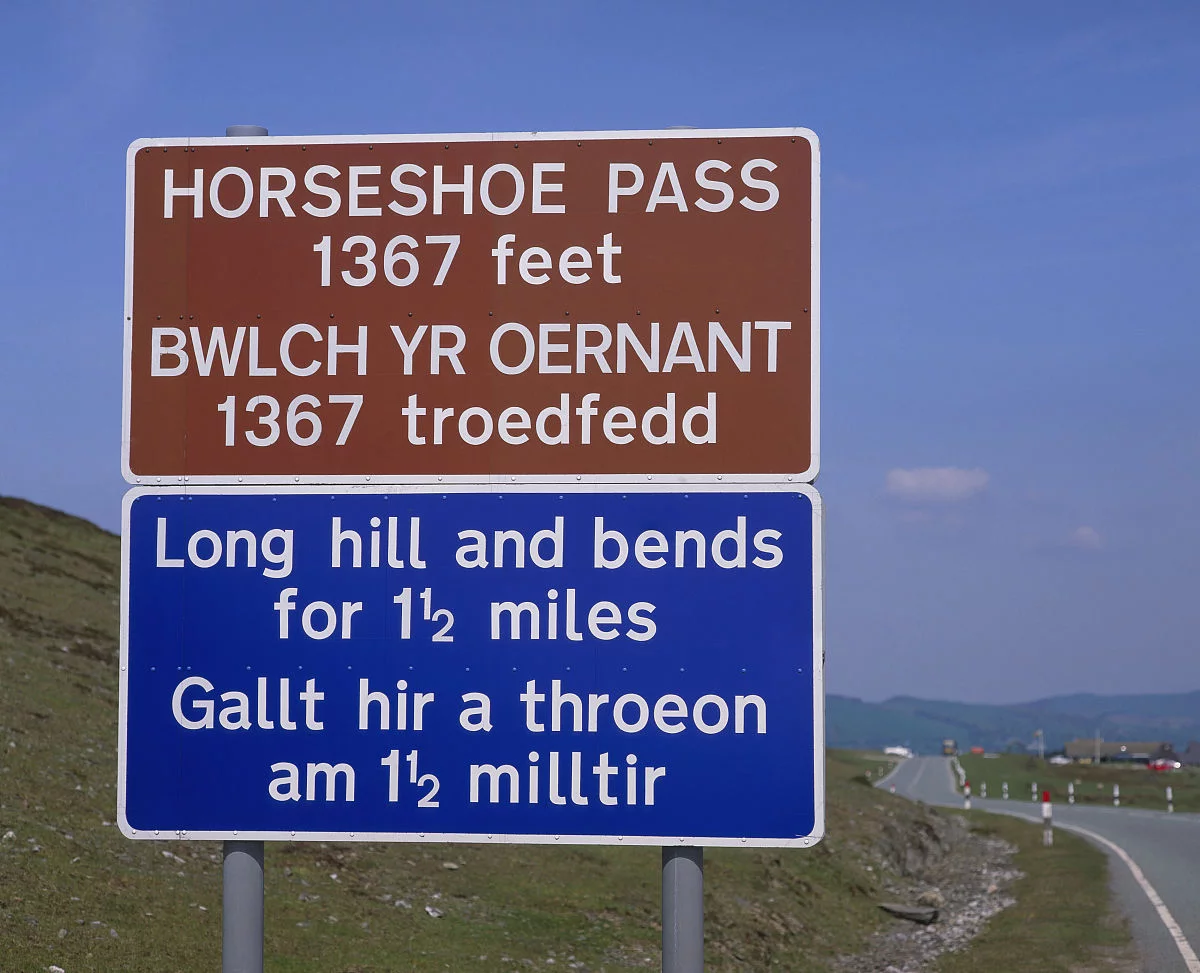 HORSESHOE PASS
1367 feet
BWLCH YR OERNANT
1367 troedfedd
Long hill and bends
for 1½ miles
Gallt hir a throeon
am 1½ milltir